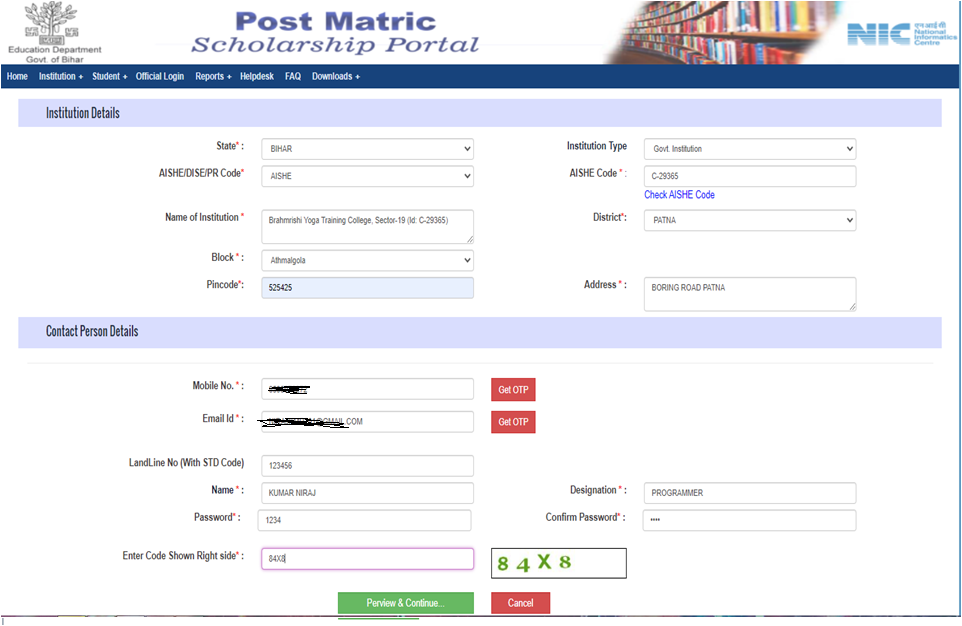 Education Department
Govt. of Bihar
Post Matric
Scholarship Portal
NIC
एन आई सी
National
Informatics
Centre
Home Institution + Student + Official Login Reports + Helpdesk FAQ Downloads +
Institution Details
State* : BIHAR Institution Type Govt. Institution
AISHE/DISE/PR Code* AISHE AISHE Code * : C-29365
Check AISHE Code
Name of Institution * Brahmrishi Yoga Training College, Sector-19 (Id: C-29365) District*: PATNA
Block * : Athmalgola
Pincode*: 525425 Address * : BORING ROAD PATNA
Contact Person Details
Mobile No. * : Get OTP
Email Id * : @GMAIL.COM Get OTP
LandLine No (With STD Code) 123456
Name * : KUMAR NIRAJ Designation * : PROGRAMMER
Password* : 1234 Confirm Password* : ••••
Enter Code Shown Right side* : 84X8 8 4 X 8
Perview & Continue... Cancel